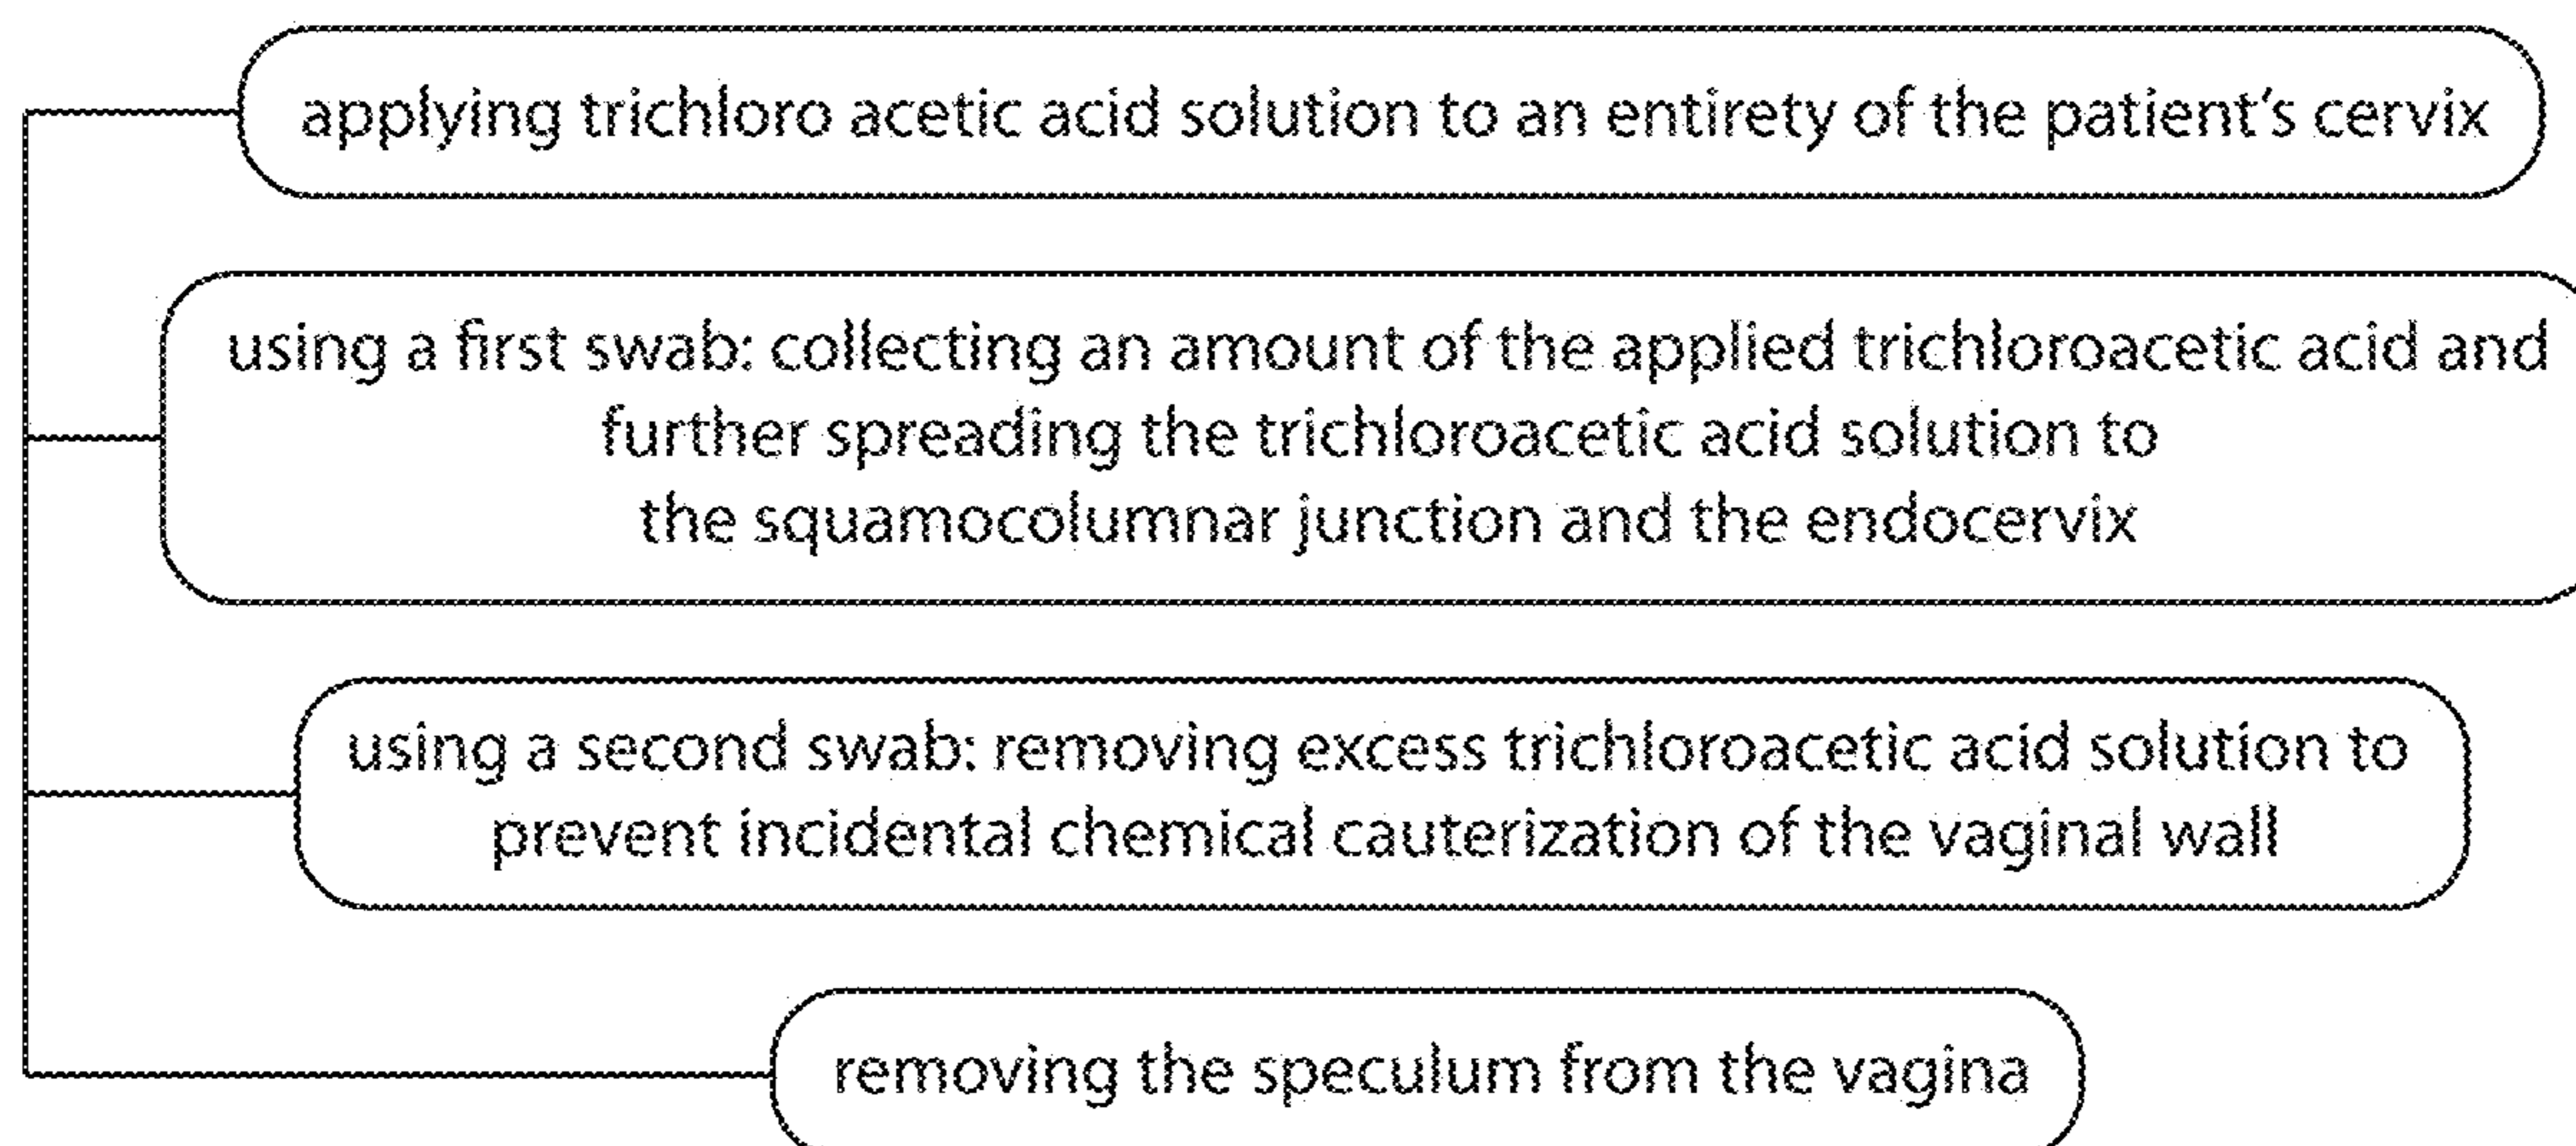 applying trichloro acetic acid solution to an entirety of the patient's cervix
using a first swab: collecting an amount of the applied trichloroacetic acid and
further spreading the trichloroacetic acid solution to
the squamocolumnar junction and the endocervix
using a second swab: removing excess trichloroacetic acid solution to
prevent incidental chemical cauterization of the vaginal wall
removing the speculum from the vagina